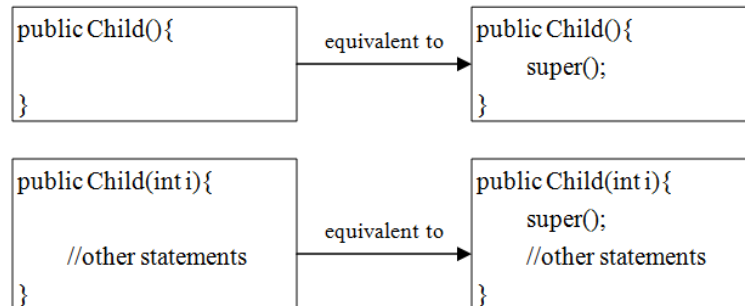 public Child(){
}
equivalent to
public Child(){
super();
}
public Child(int i){
//other statements
}
equivalent to
public Child(int i){
super();
//other statements
}